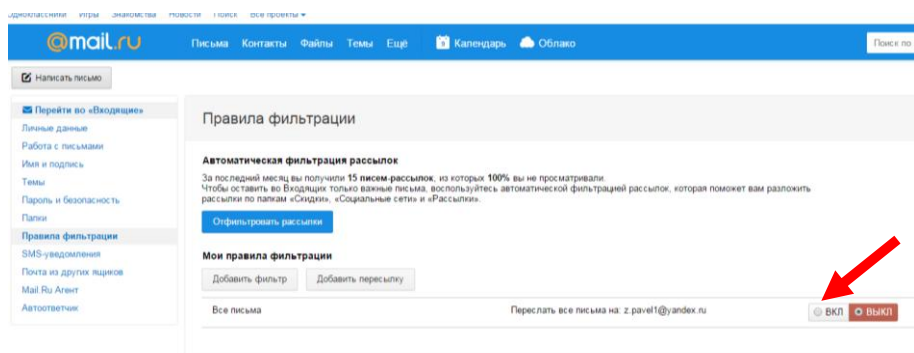 Одноклассники Игры Знакомства Новости Поиск Все проекты
@mail.ru Письма Контакты Файлы Темы Ещё Календарь Облако Поиск по
Написать письмо
Перейти во «Входящие»
Личные данные
Работа с письмами
Имя и подпись
Темы
Пароль и безопасность
Папки
Правила фильтрации
SMS-уведомления
Почта из других ящиков
Mail.Ru Агент
Автоответчик
Правила фильтрации
Автоматическая фильтрация рассылок
За последний месяц вы получили 15 писем-рассылок, из которых 100% вы не просматривали.
Чтобы оставить во Входящих только важные письма, воспользуйтесь автоматической фильтрацией рассылок, которая поможет вам разложить
рассылки по папкам «Скидки», «Социальные сети» и «Рассылки».
Отфильтровать рассылки
Мои правила фильтрации
Добавить фильтр Добавить пересылку
Все письма Переслать все письма на: z.pavel1@yandex.ru ВКЛ ВЫКЛ